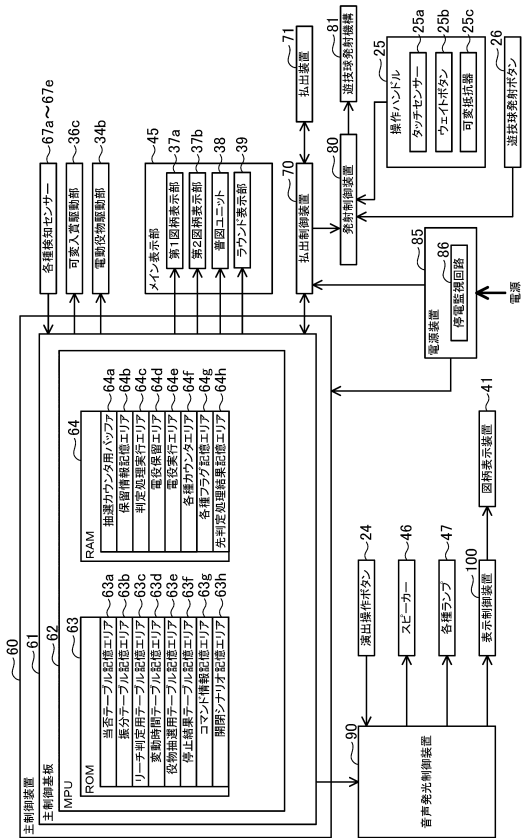 主制御装置
60
主制御基板
61
MPU
62
ROM
63
当否テーブル記憶エリア
63a
振分テーブル記憶エリア
63b
リーチ判定用テーブル記憶エリア
63c
変動時間テーブル記憶エリア
63d
役物抽選用テーブル記憶エリア
63e
停止結果テーブル記憶エリア
63f
コマンド情報記憶エリア
63g
開閉シナリオ記憶エリア
63h
RAM
64
抽選カウンタ用バッファ
64a
保留情報記憶エリア
64b
判定処理実行エリア
64c
電役保留エリア
64d
電役実行エリア
64e
各種カウンタエリア
64f
各種フラグ記憶エリア
64g
先判定処理結果記憶エリア
64h
各種検知センサー
67a～67e
可変入賞駆動部
36c
電動役物駆動部
34b
メイン表示部
45
第1図柄表示部
37a
第2図柄表示部
37b
普図ユニット
38
ラウンド表示部
39
払出制御装置
70
払出装置
71
発射制御装置
80
遊技球発射機構
81
操作ハンドル
25
タッチセンサー
25a
ウェイトボタン
25b
可変抵抗器
25c
遊技球発射ボタン
26
電源装置
85
停電監視回路
86
電源
音声発光制御装置
90
演出操作ボタン
24
スピーカー
46
各種ランプ
47
表示制御装置
100
図柄表示装置
41